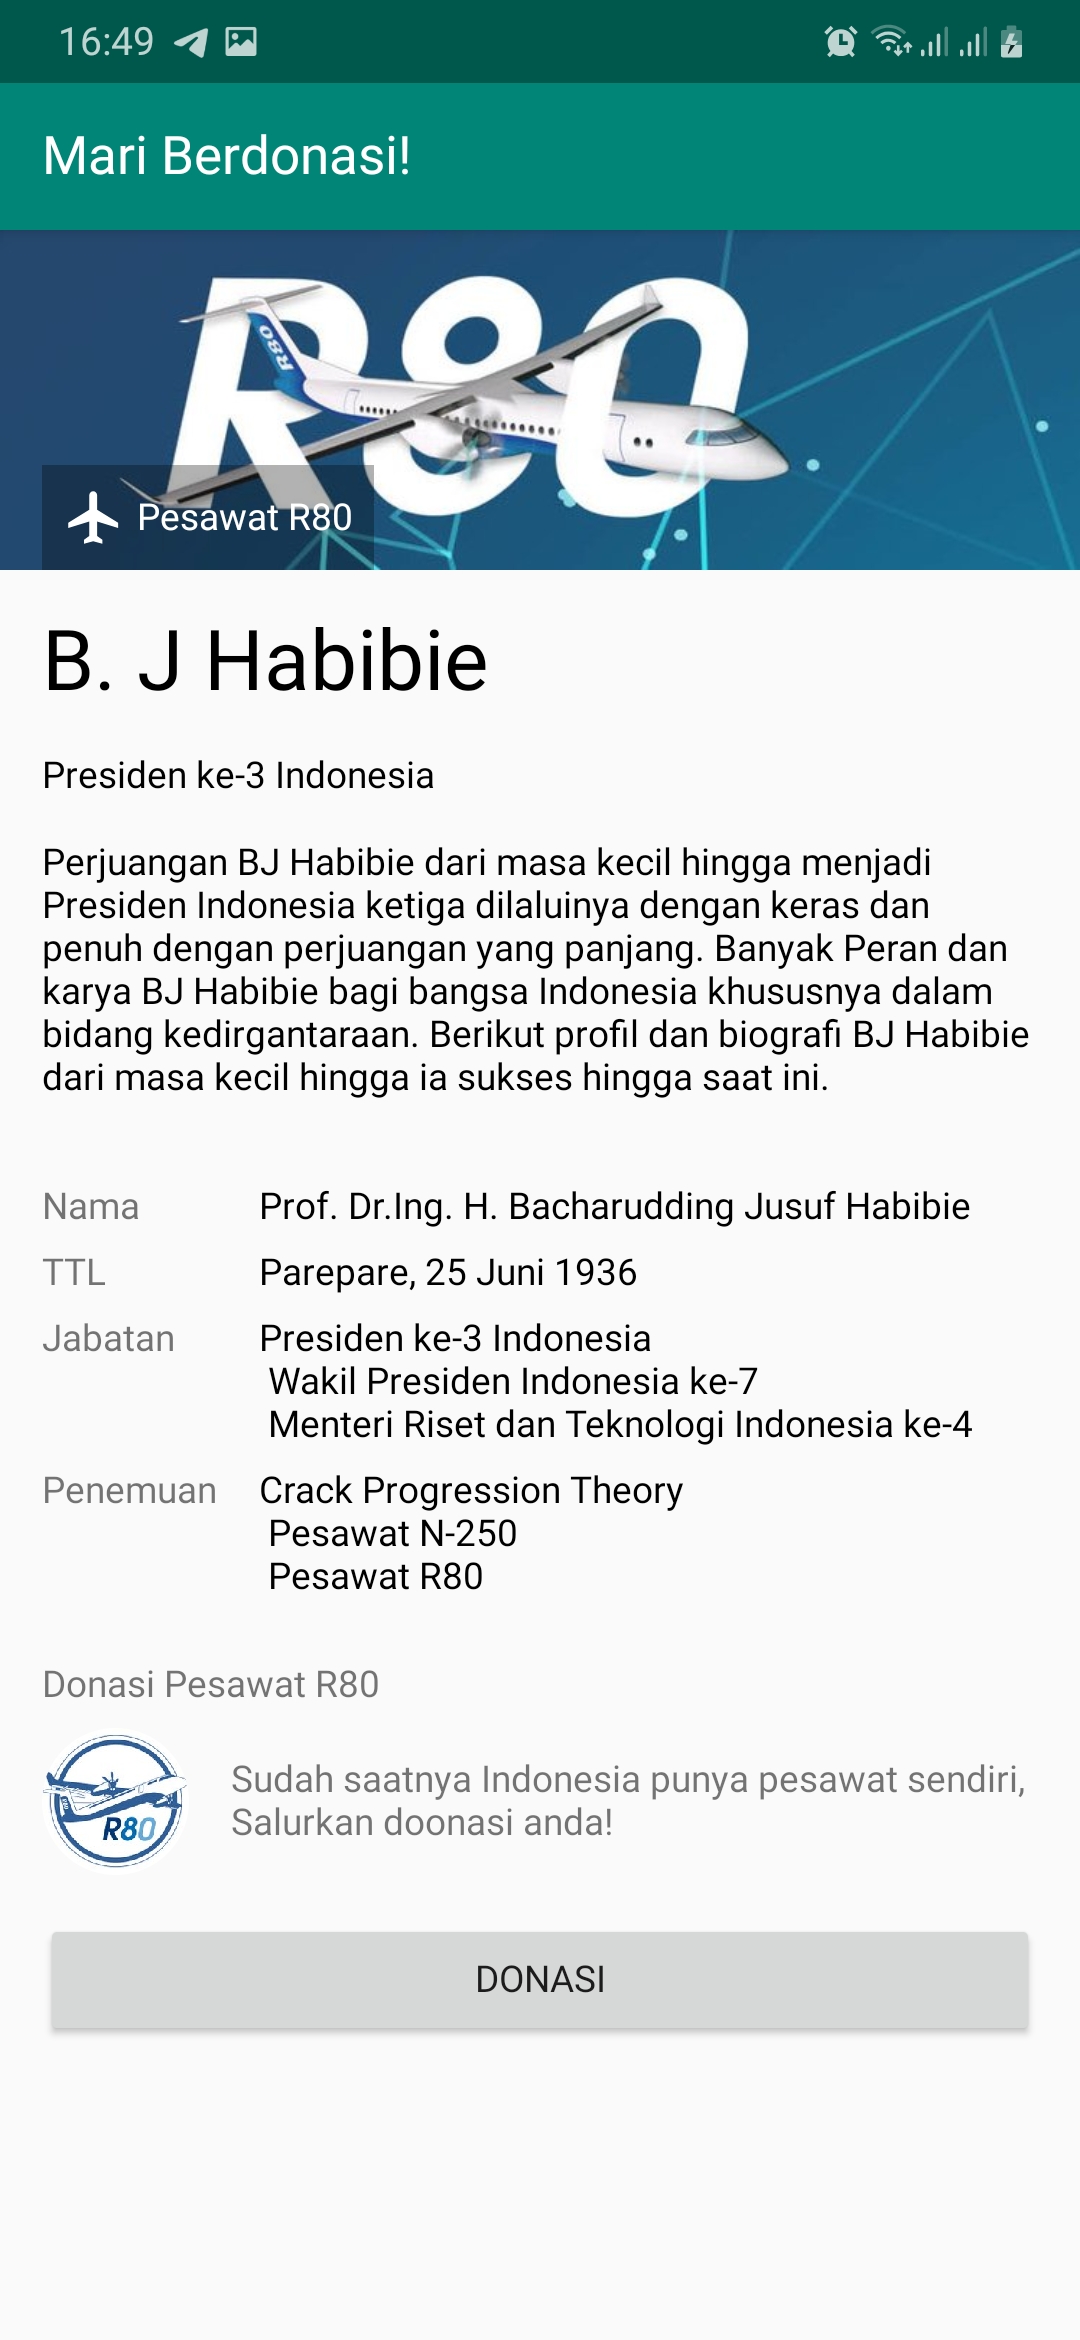 16:49
Mari Berdonasi!
R80
R80
Pesawat R80
B. J Habibie
Presiden ke-3 Indonesia
Perjuangan BJ Habibie dari masa kecil hingga menjadi
Presiden Indonesia ketiga dilaluinya dengan keras dan
penuh dengan perjuangan yang panjang. Banyak Peran dan
karya BJ Habibie bagi bangsa Indonesia khususnya dalam
bidang kedirgantaraan. Berikut profil dan biografi BJ Habibie
dari masa kecil hingga ia sukses hingga saat ini.
Nama Prof. Dr.Ing. H. Bacharudding Jusuf Habibie
TTL Parepare, 25 Juni 1936
Jabatan Presiden ke-3 Indonesia
Wakil Presiden Indonesia ke-7
Menteri Riset dan Teknologi Indonesia ke-4
Penemuan Crack Progression Theory
Pesawat N-250
Pesawat R80
Donasi Pesawat R80
R80
Sudah saatnya Indonesia punya pesawat sendiri,
Salurkan doonasi anda!
DONASI